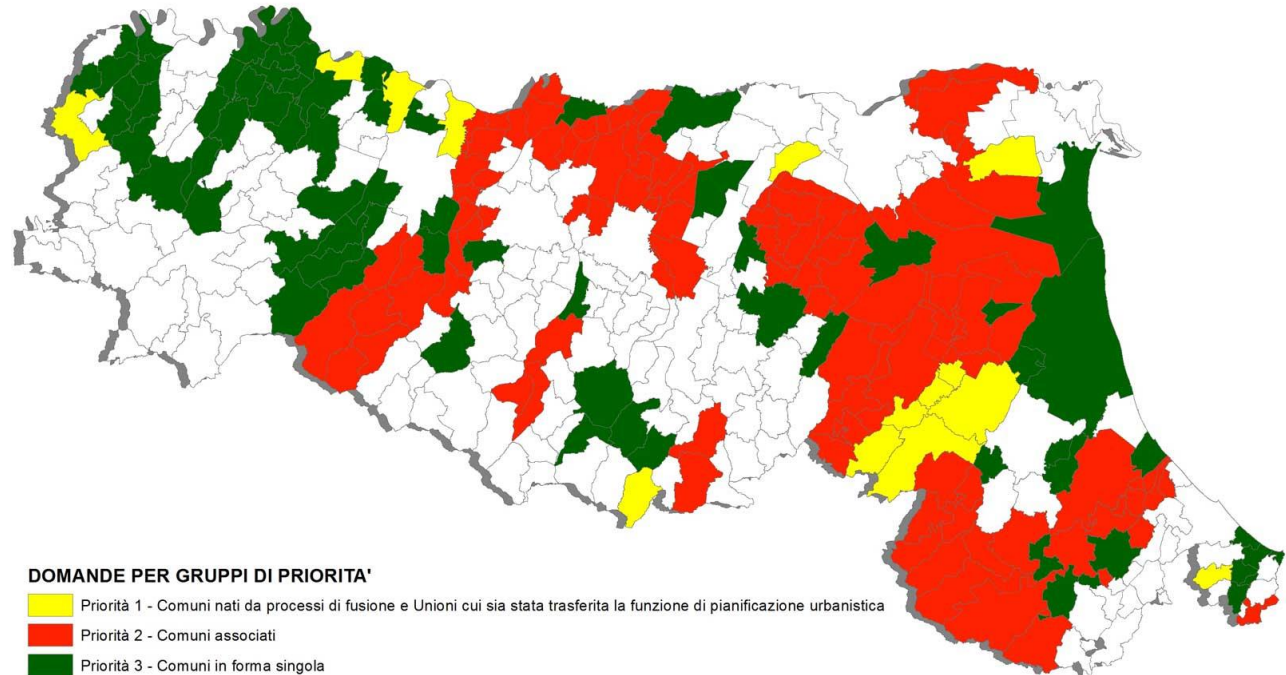 DOMANDE PER GRUPPI DI PRIORITA'
Priorità 1 - Comuni nati da processi di fusione e Unioni cui sia stata trasferita la funzione di pianificazione urbanistica
Priorità 2 - Comuni associati
Priorità 3 - Comuni in forma singola